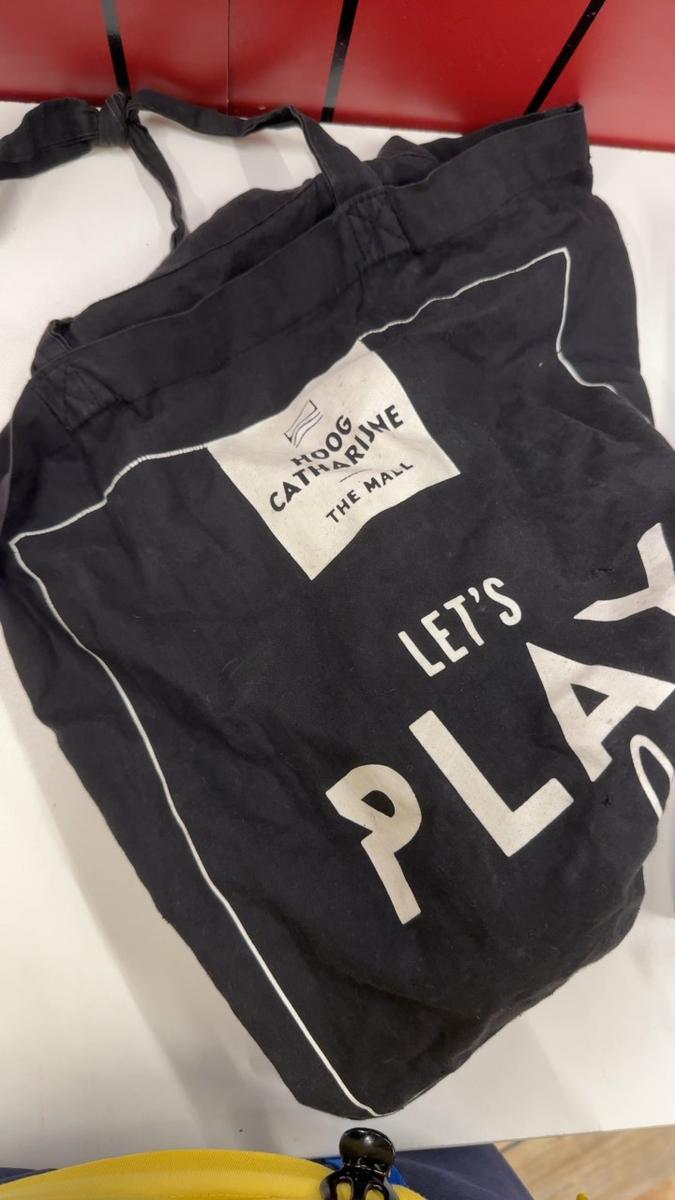 HOOG
CATHARIJNE
THE MALL
LET'S
PLAY